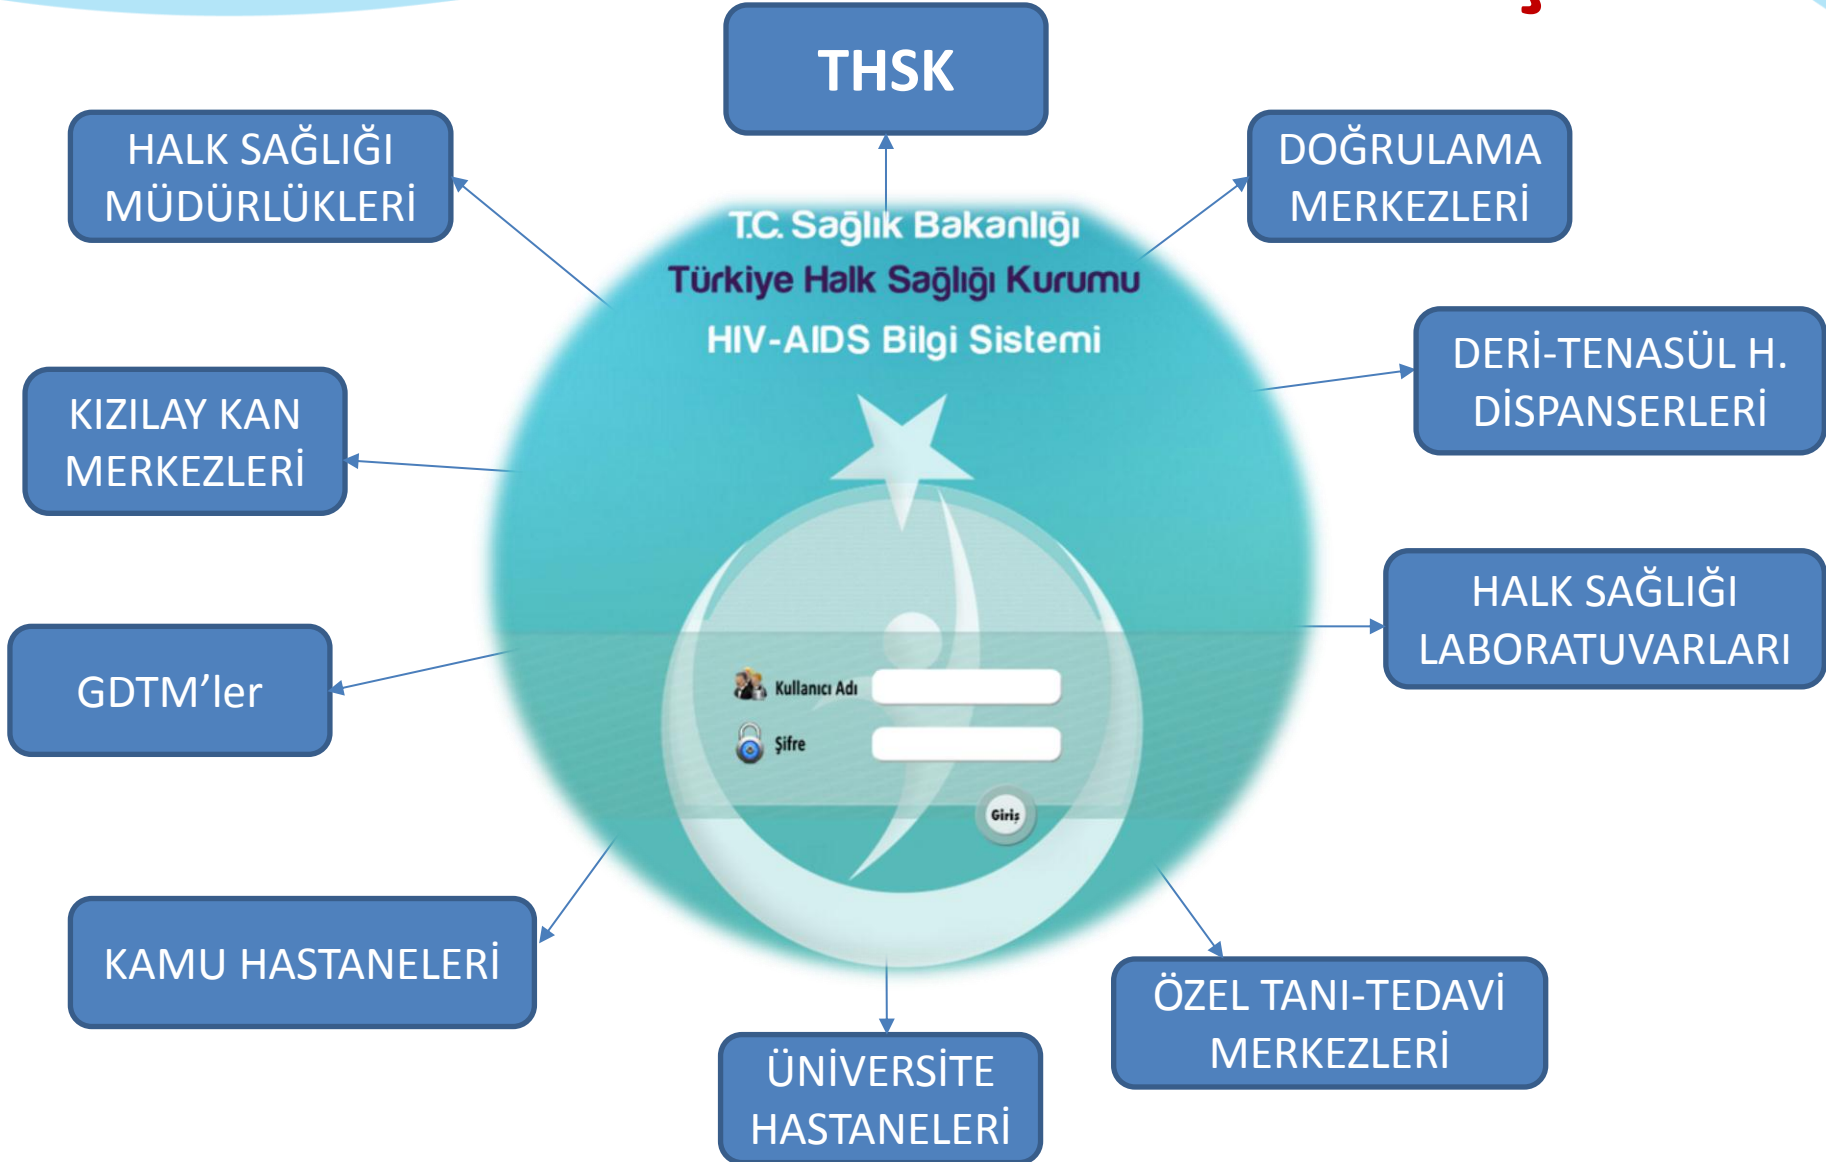 THSK
HALK SAĞLIĞI
MÜDÜRLÜKLERİ
DOĞRULAMA
MERKEZLERİ
T.C. Sağlık Bakanlığı
Türkiye Halk Sağlığı Kurumu
HIV-AIDS Bilgi Sistemi
DERİ-TENASÜL H.
DİSPANSERLERİ
KIZILAY KAN
MERKEZLERİ
HALK SAĞLIĞI
LABORATUVARLARI
GDTM’ler
Kullanıcı Adı
Şifre
Giriş
KAMU HASTANELERİ
ÖZEL TANI-TEDAVİ
MERKEZLERİ
ÜNİVERSİTE
HASTANELERİ